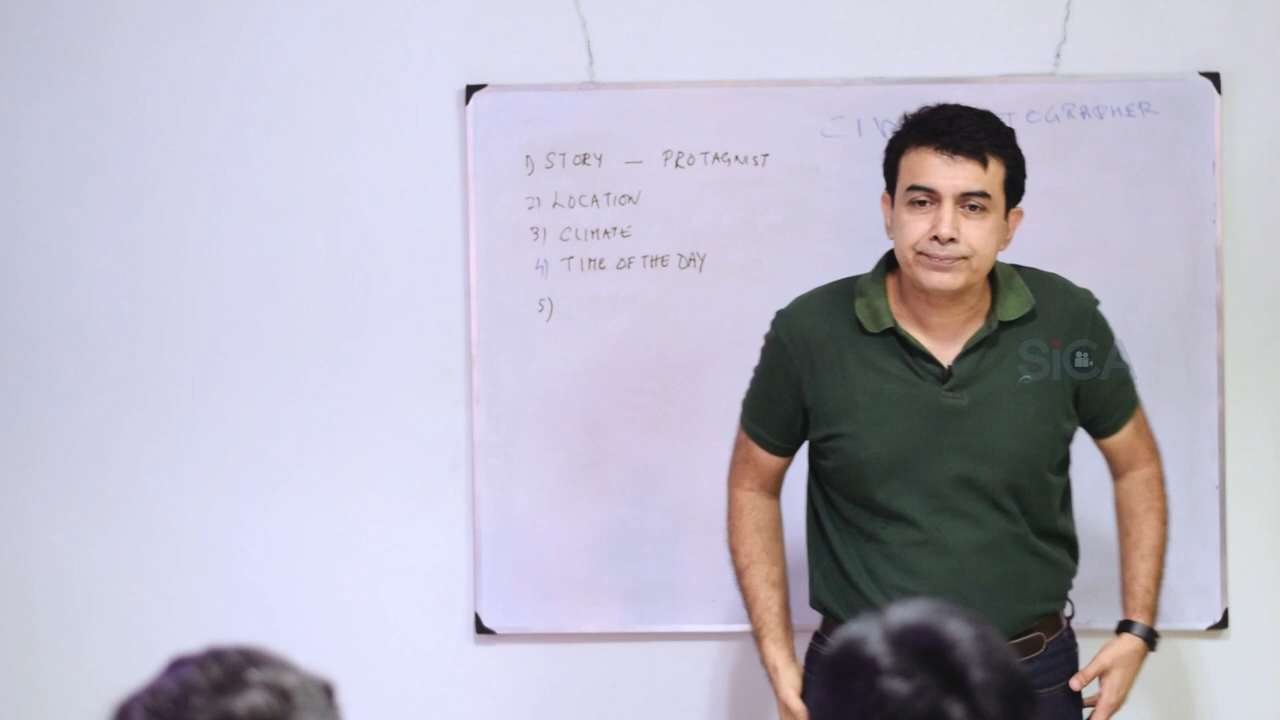 1) STORY — PROTAGNIST
2) LOCATION
3) CLIMATE
4) TIME OF THE DAY
5)
SiCA